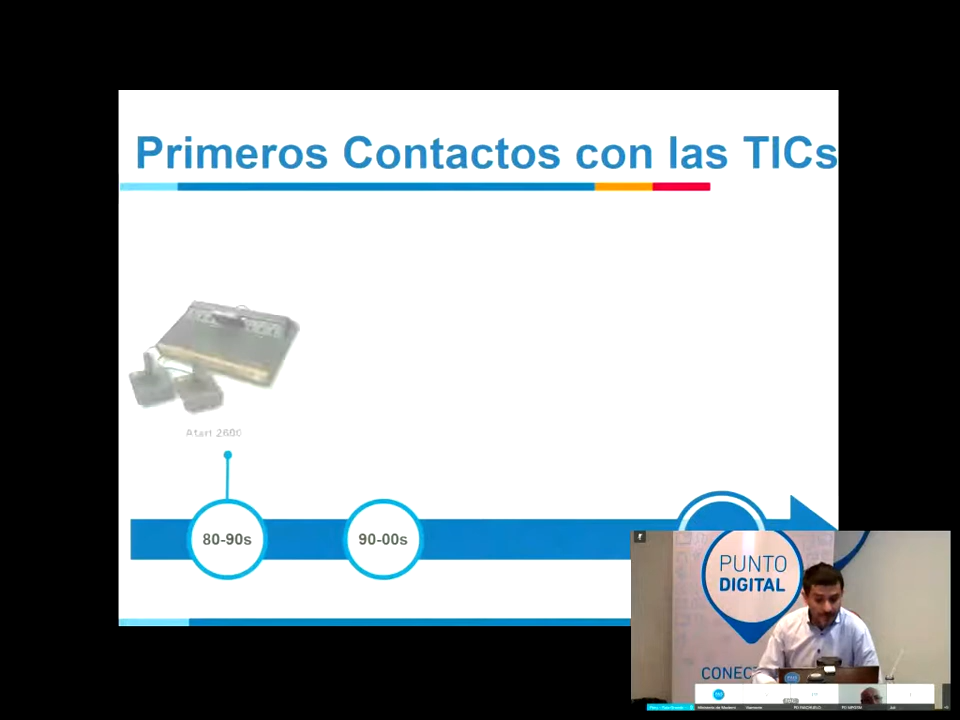 Primeros Contactos con las TICs
Atari 2600
80-90s
90-00s
PUNTO
DIGITAL
CONEC